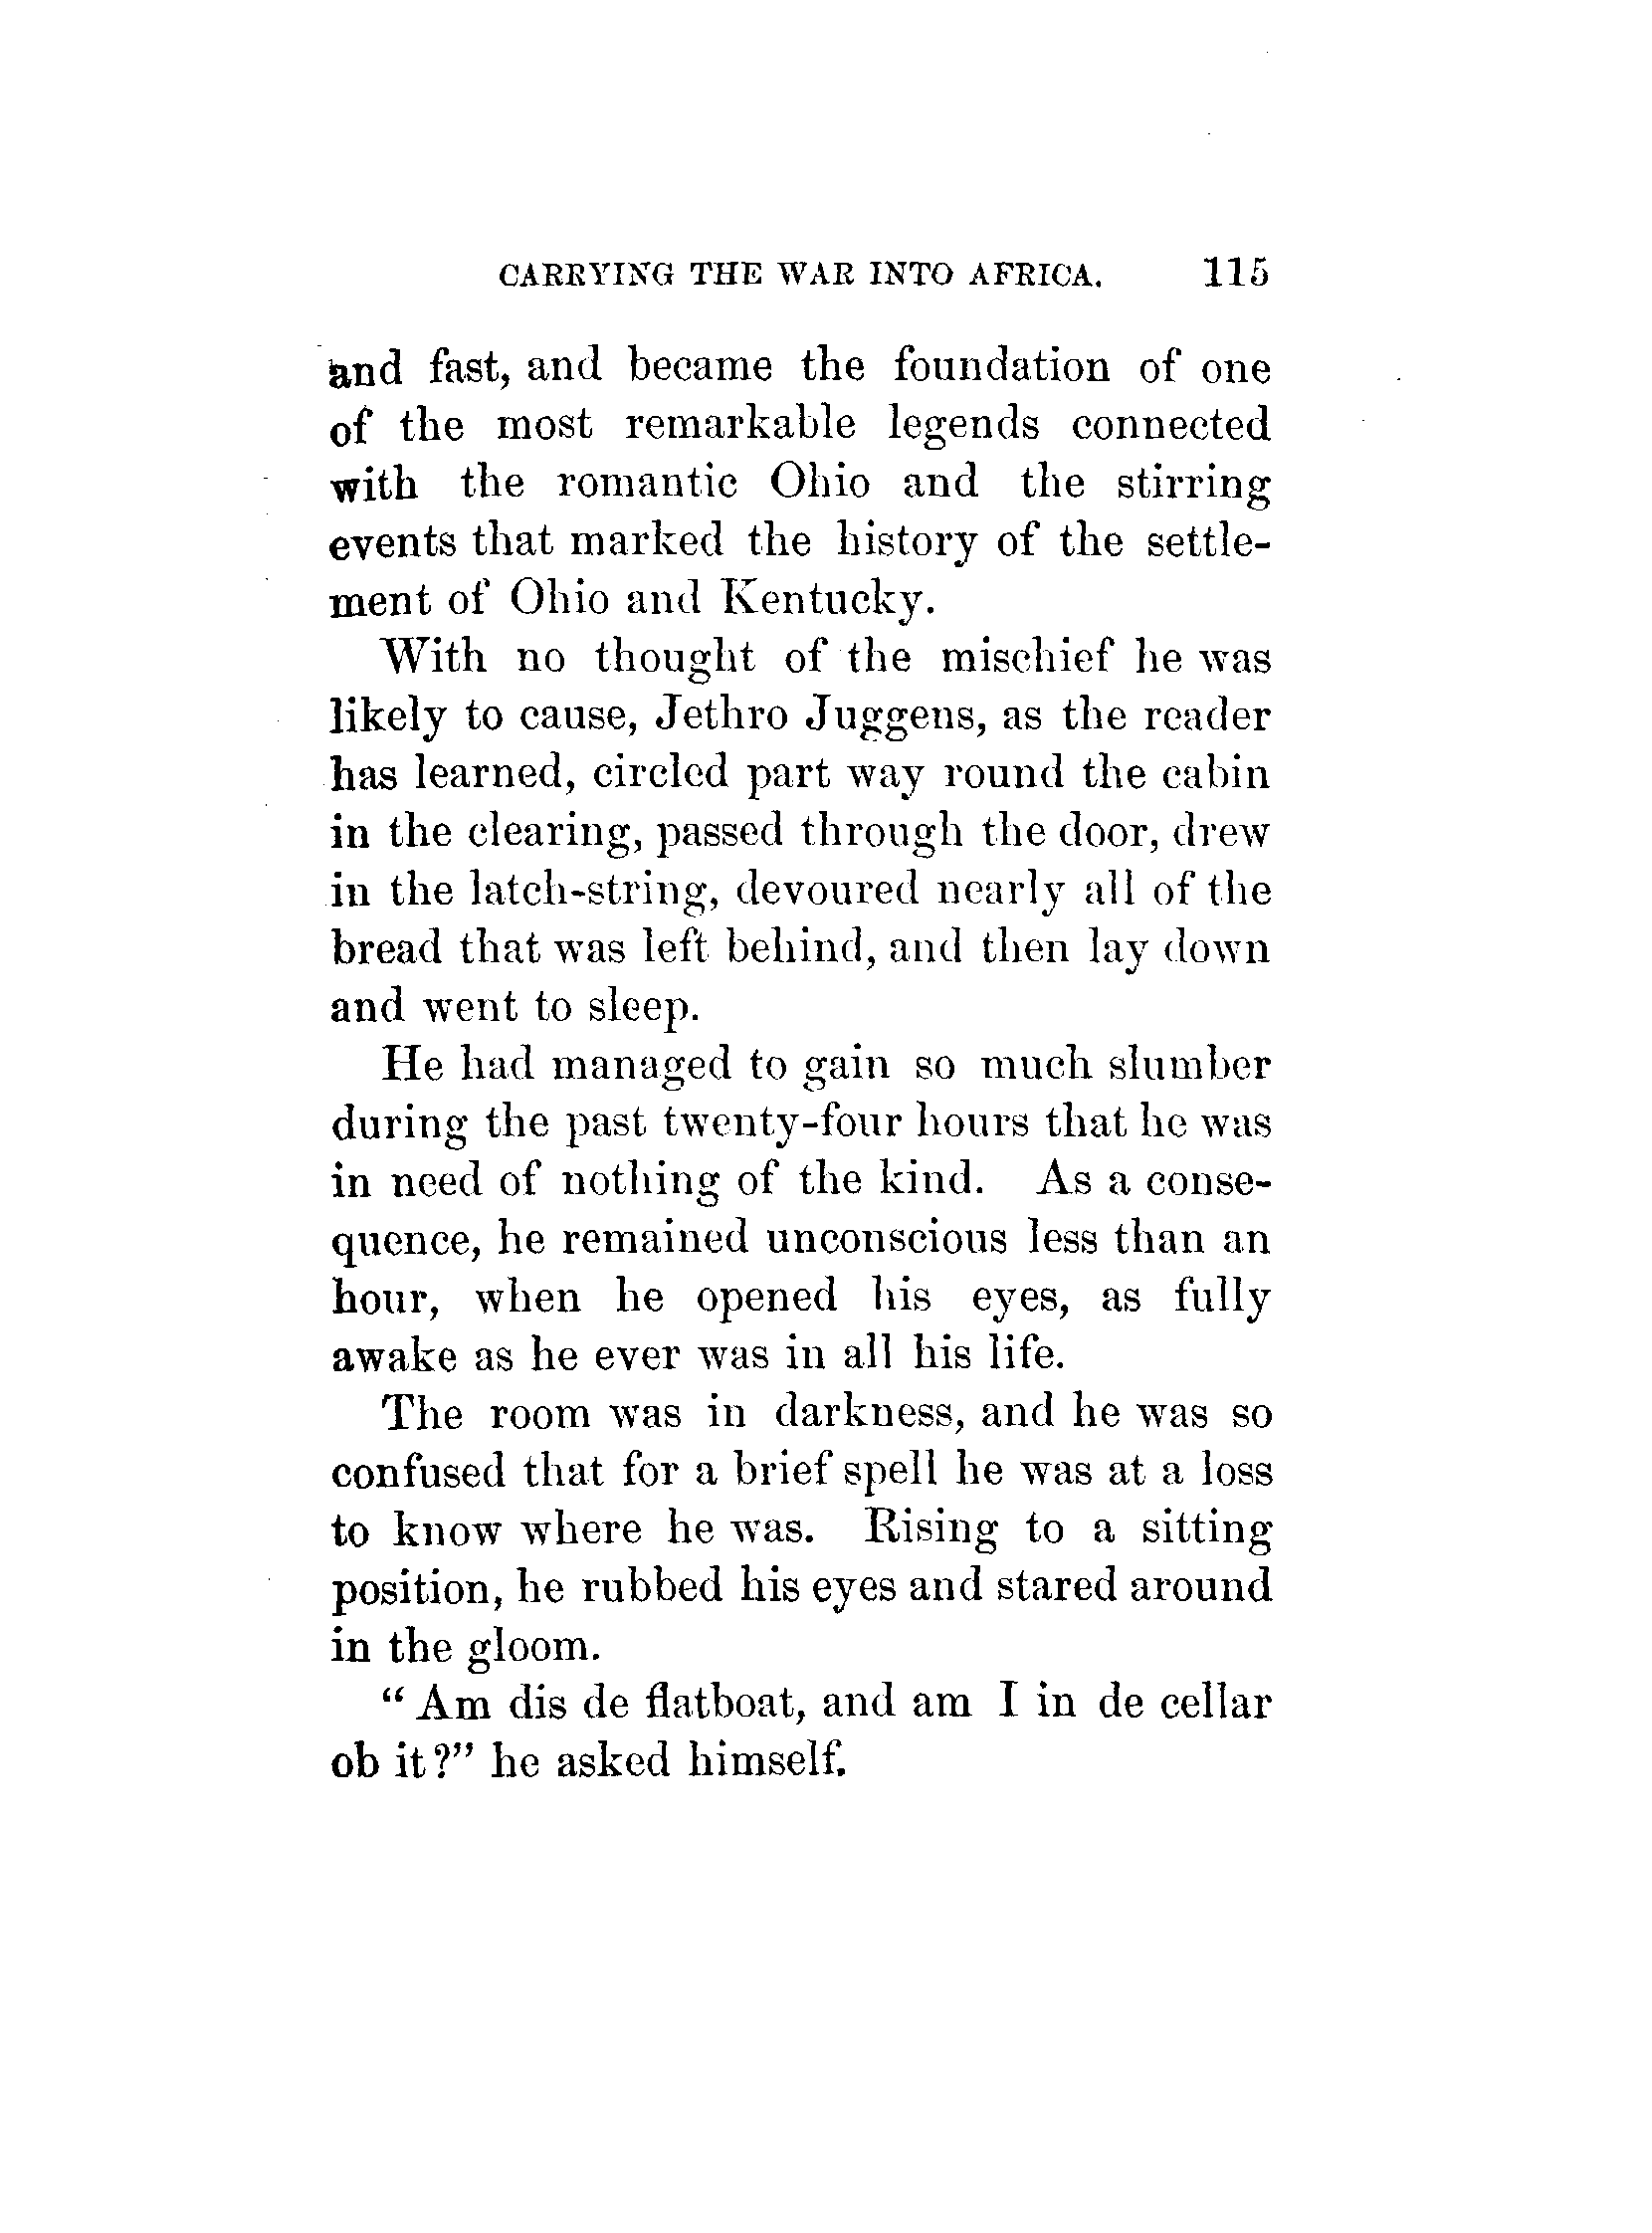 CARRYING THE WAR INTO AFRICA. 115
and fast, and became the foundation of one
of the most remarkable legends connected
with the romantic Ohio and the stirring
events that marked the history of the settle-
ment of Ohio and Kentucky.
With no thought of the mischief he was
likely to cause, Jethro Juggens, as the reader
has learned, circled part way round the cabin
in the clearing, passed through the door, drew
in the latch-string, devoured nearly all of the
bread that was left behind, and then lay down
and went to sleep.
He had managed to gain so much slumber
during the past twenty-four hours that he was
in need of nothing of the kind. As a conse-
quence, he remained unconscious less than an
hour, when he opened his eyes, as fully
awake as he ever was in all his life.
The room was in darkness, and he was so
confused that for a brief spell he was at a loss
to know where he was. Rising to a sitting
position, he rubbed his eyes and stared around
in the gloom.
“ Am dis de flatboat, and am I in de cellar
ob it?” he asked himself.